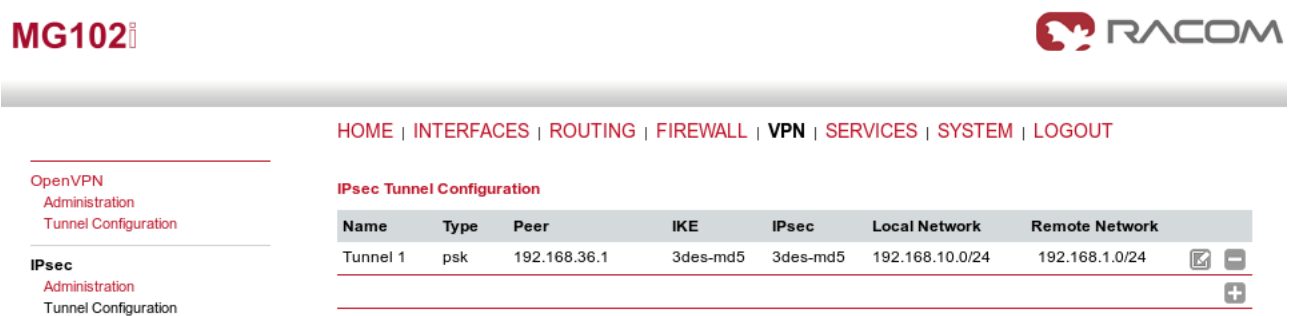 MG102i
RACOM
HOME | INTERFACES | ROUTING | FIREWALL | VPN | SERVICES | SYSTEM | LOGOUT
OpenVPN
Administration
Tunnel Configuration
IPsec
Administration
Tunnel Configuration
IPsec Tunnel Configuration
Name Type Peer IKE IPsec Local Network Remote Network
Tunnel 1 psk 192.168.36.1 3des-md5 3des-md5 192.168.10.0/24 192.168.1.0/24